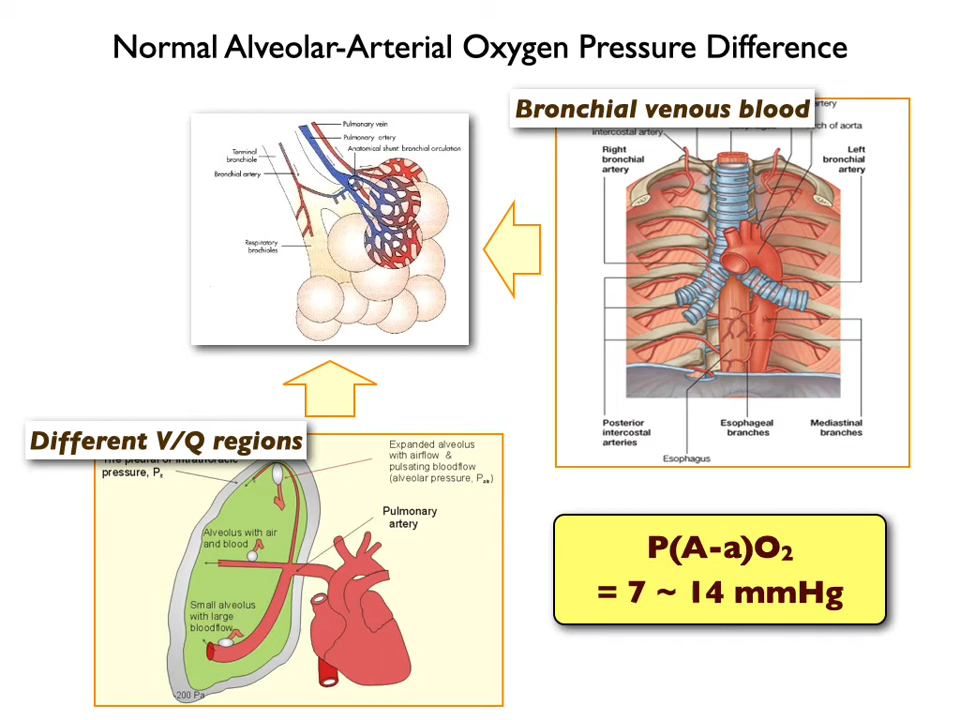 Normal Alveolar-Arterial Oxygen Pressure Difference
Bronchial venous blood
artery
intercostal artery
ch of aorta
Right
bronchial
artery
Left
bronchial
artery
Pulmonary vein
Pulmonary artery
Anatomical shunt: bronchial circulation
Terminal
bronchiole
Bronchial artery
Respiratory
brochioles
Posterior
intercostal
arteries
Esophageal
branches
Mediastinal
branches
Esophagus
Different V/Q regions
pressure, P
Expanded alveolus
with airflow &
pulsating bloodflow
(alveolar pressure, Palv)
Pulmonary
artery
Alveolus with air
and blood
Small alveolus
with large
bloodflow
-200 Pa
P(A-a)O₂
= 7 ~ 14 mmHg